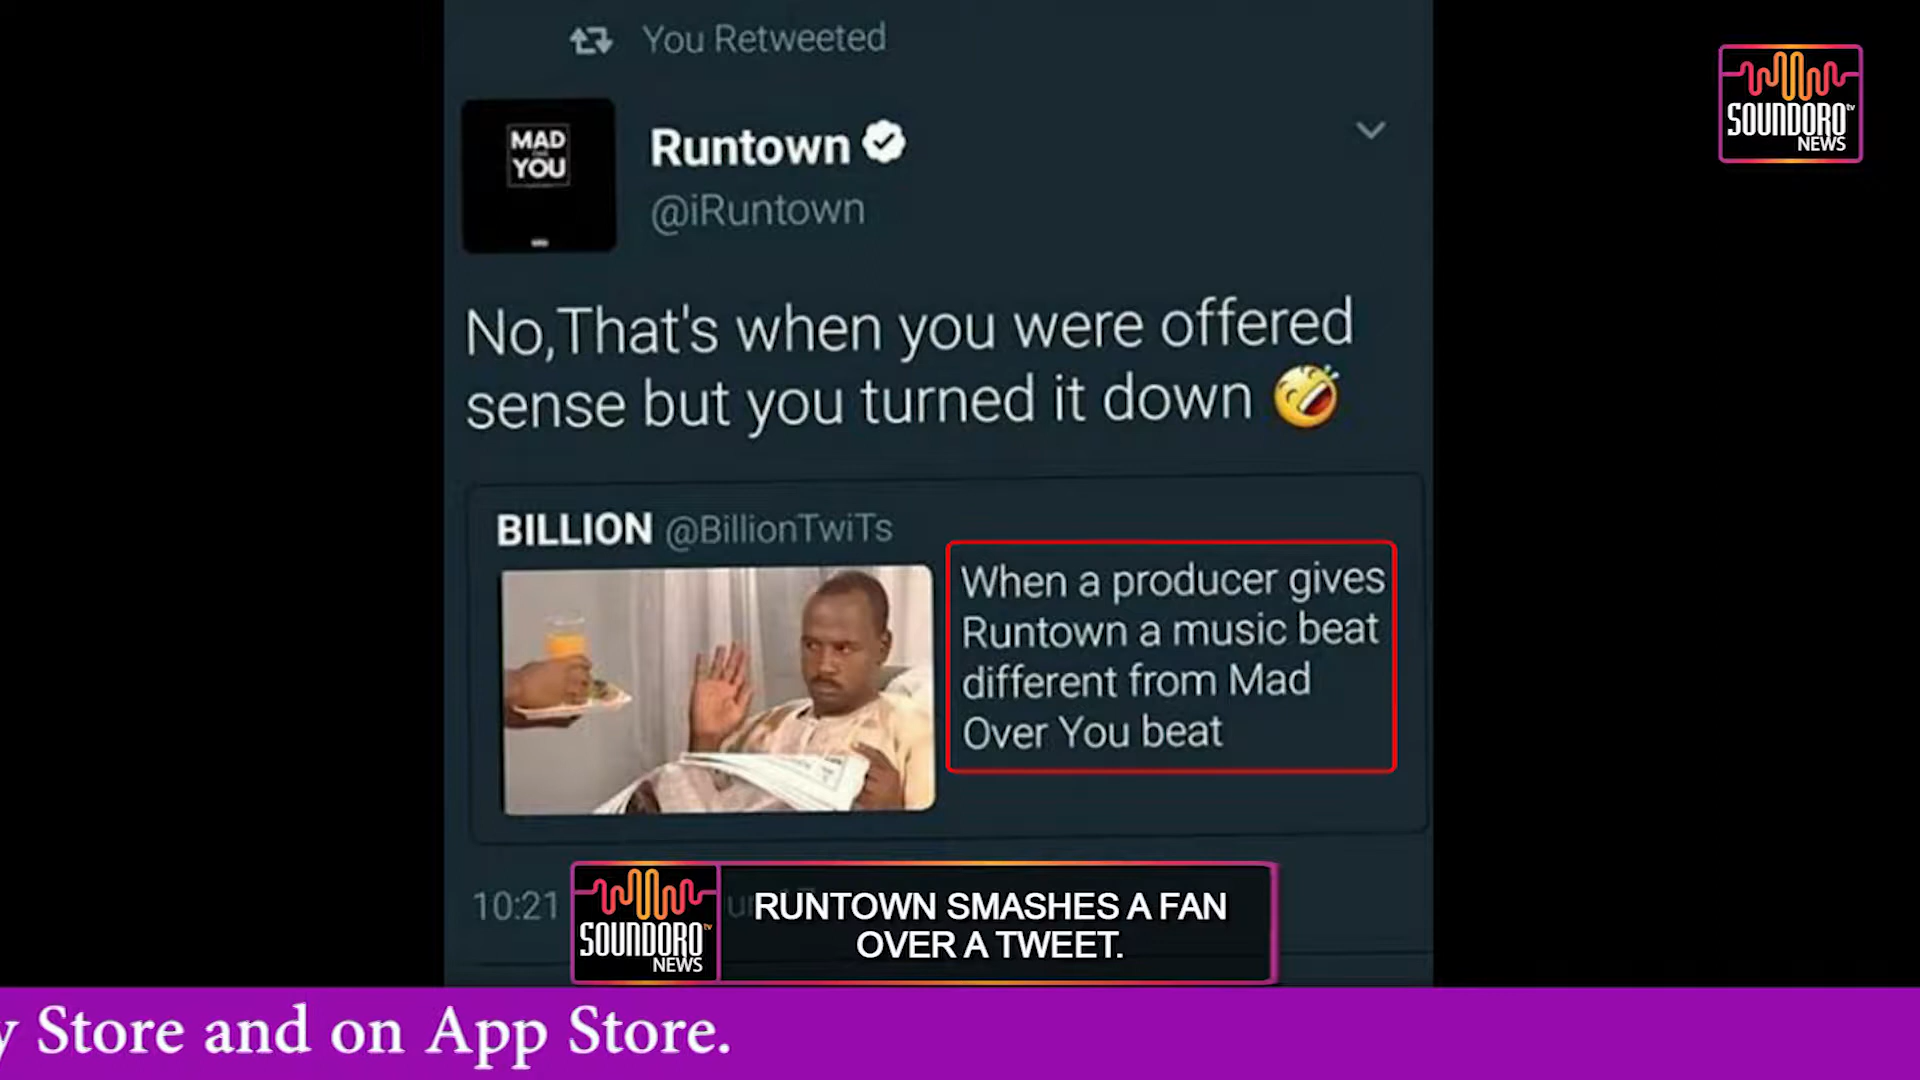 You Retweeted
SOUNDORO tv
NEWS
MAD
YOU
Runtown
@iRuntown
No,That's when you were offered
sense but you turned it down
BILLION @BillionTwiTs
When a producer gives
Runtown a music beat
different from Mad
Over You beat
10:21
SOUNDORO tv
NEWS
RUNTOWN SMASHES A FAN
OVER A TWEET.
Store and on App Store.